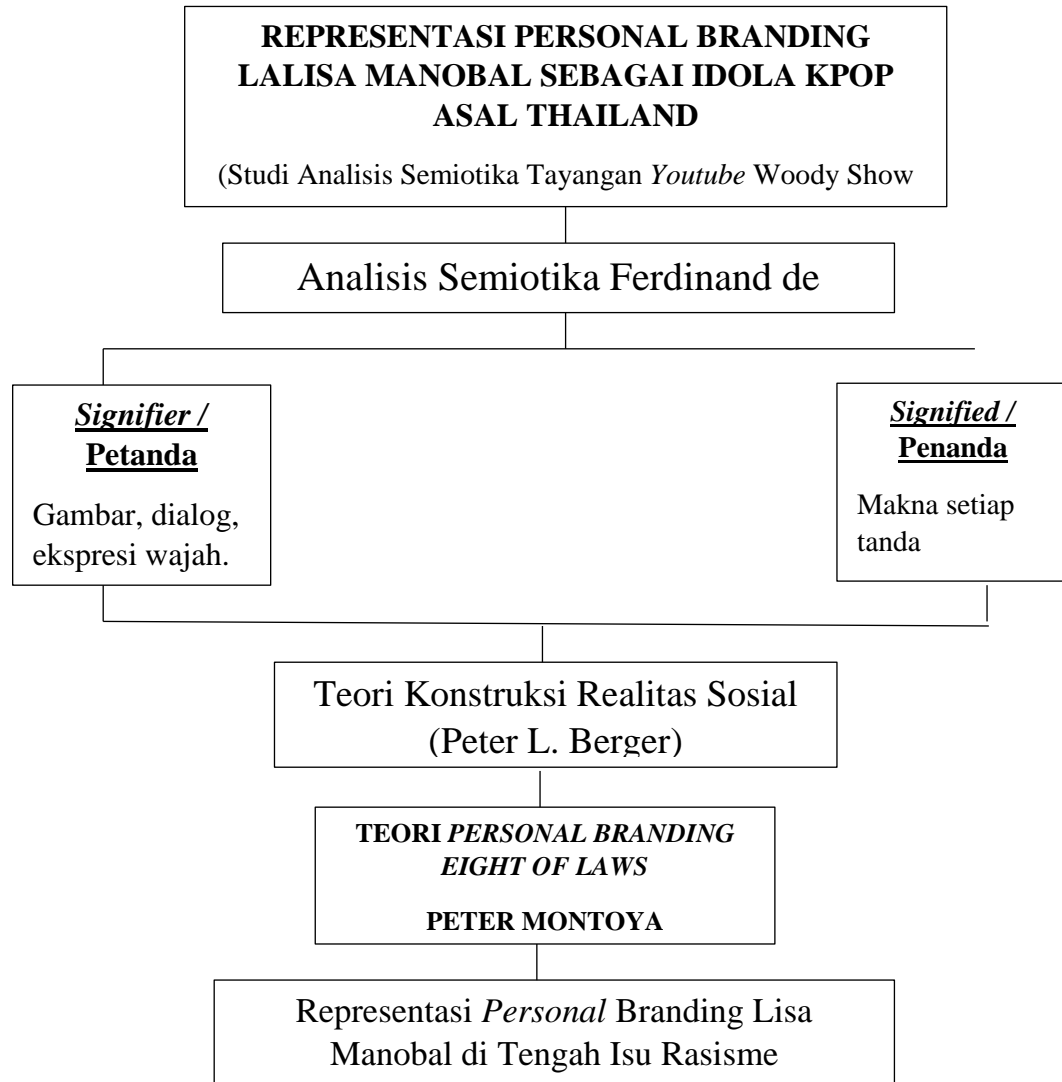 REPRESENTASI PERSONAL BRANDING
LALISA MANOBAL SEBAGAI IDOLA KPOP
ASAL THAILAND
(Studi Analisis Semiotika Tayangan Youtube Woody Show
Analisis Semiotika Ferdinand de
Signifier /
Petanda
Gambar, dialog,
ekspresi wajah.
Signified /
Penanda
Makna setiap
tanda
Teori Konstruksi Realitas Sosial
(Peter L. Berger)
TEORI PERSONAL BRANDING
EIGHT OF LAWS
PETER MONTOYA
Representasi Personal Branding Lisa
Manobal di Tengah Isu Rasisme